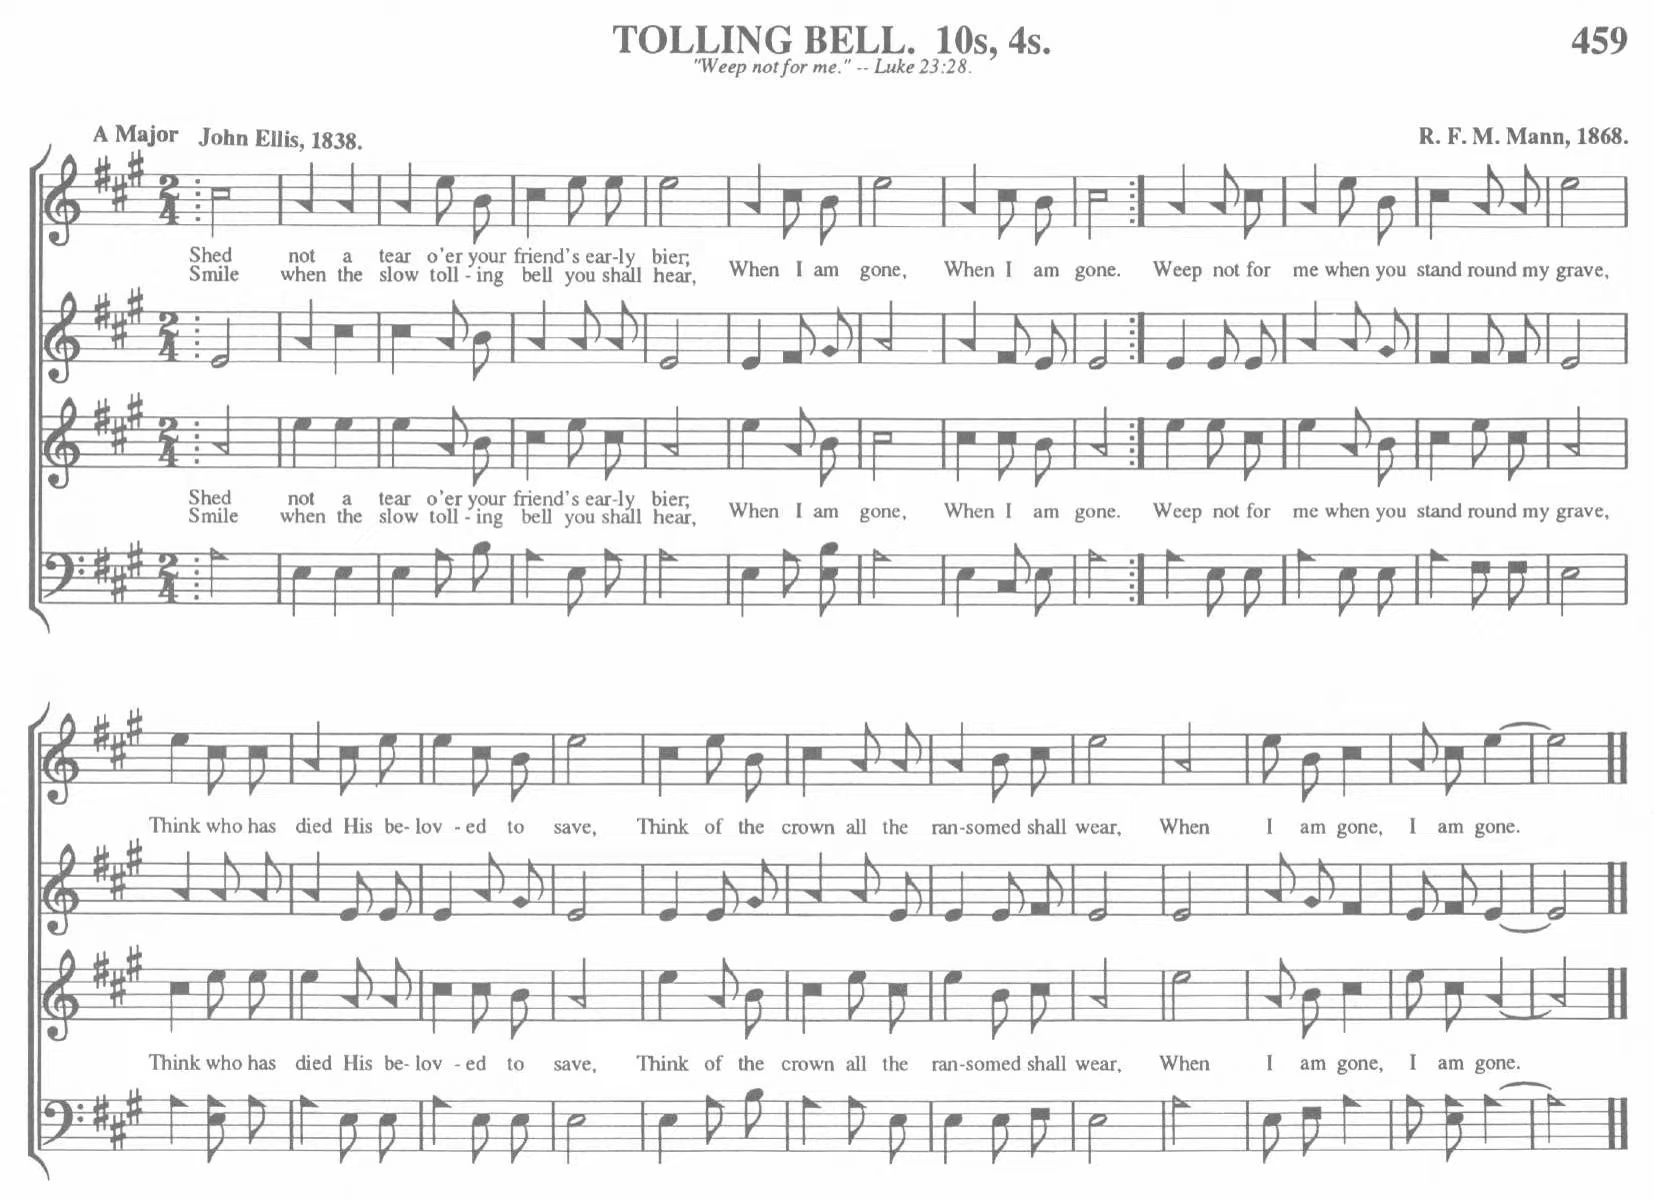 TOLLING BELL. 10s, 4s.
459
"Weep not for me." -- Luke 23:28.
A Major John Ellis, 1838.
R. F. M. Mann, 1868.
Shed not a tear o'er your friend's ear-ly bier;
Smile when the slow toll - ing bell you shall hear,
When I am gone, When I am gone. Weep not for me when you stand round my grave,
Shed not a tear o'er your friend's ear-ly bier;
Smile when the slow toll - ing bell you shall hear,
When I am gone, When I am gone. Weep not for me when you stand round my grave,
Think who has died His be- lov - ed to save, Think of the crown all the ran-somed shall wear, When I am gone, I am gone.
Think who has died His be- lov - ed to save, Think of the crown all the ran-somed shall wear, When I am gone, I am gone.